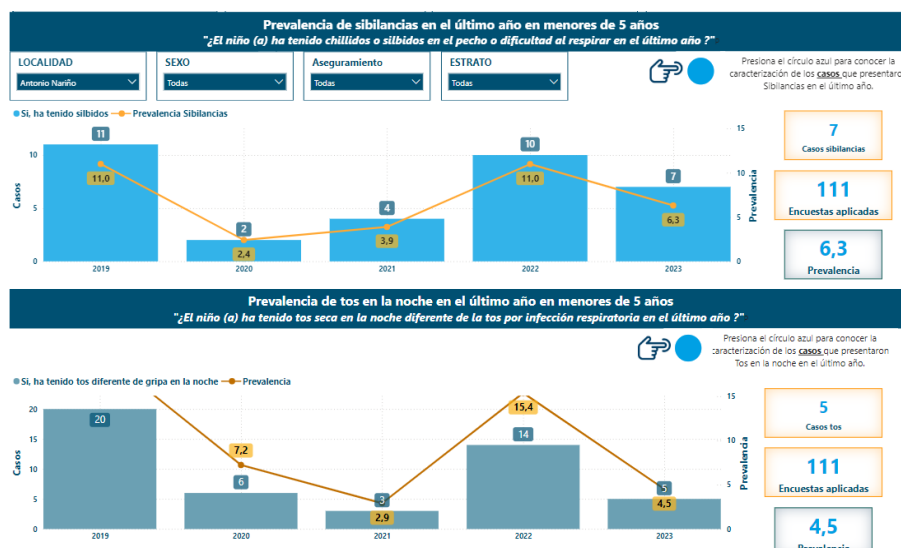 Prevalencia de sibilancias en el último año en menores de 5 años
"¿El niño (a) ha tenido chillidos o silbidos en el pecho o dificultad al respirar en el último año ?"
LOCALIDAD
Antonio Nariño
SEXO
Todas
Aseguramiento
Todas
ESTRATO
Todas
Presiona el círculo azul para conocer la
caracterización de los casos que presentaro
Sibilancias en el último año.
Si, ha tenido silbidos Prevalencia Sibilancias
Casos
10
5
0
11
2
4
10
7
11,0
2,4
3,9
11,0
6,3
2019
2020
2021
2022
2023
15
10
5
0
Prevalencia
7
Casos sibilancias
111
Encuestas aplicadas
6,3
Prevalencia
Prevalencia de tos en la noche en el último año en menores de 5 años
"¿El niño (a) ha tenido tos seca en la noche diferente de la tos por infección respiratoria en el último año ?"
Presiona el círculo azul para conocer la
caracterización de los casos que presentaron
Tos en la noche en el último año.
Si, ha tenido tos diferente de gripa en la noche Prevalencia
Casos
20
15
10
5
0
20
7,2
6
3
2,9
15,4
14
5
4,5
2019
2020
2021
2022
2023
15
10
5
0
Prevalencia
5
Casos tos
111
Encuestas aplicadas
4,5
Prevalencia